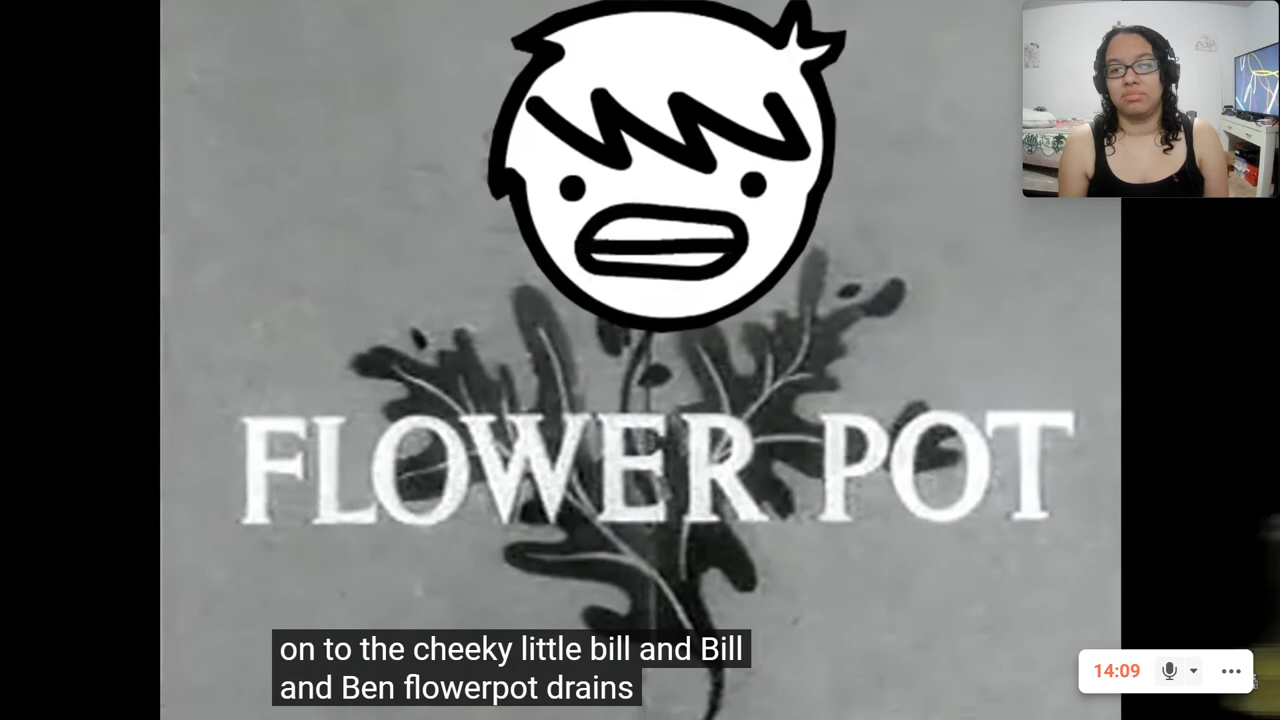 FLOWER POT
on to the cheeky little bill and Bill
and Ben flowerpot drains
14:09